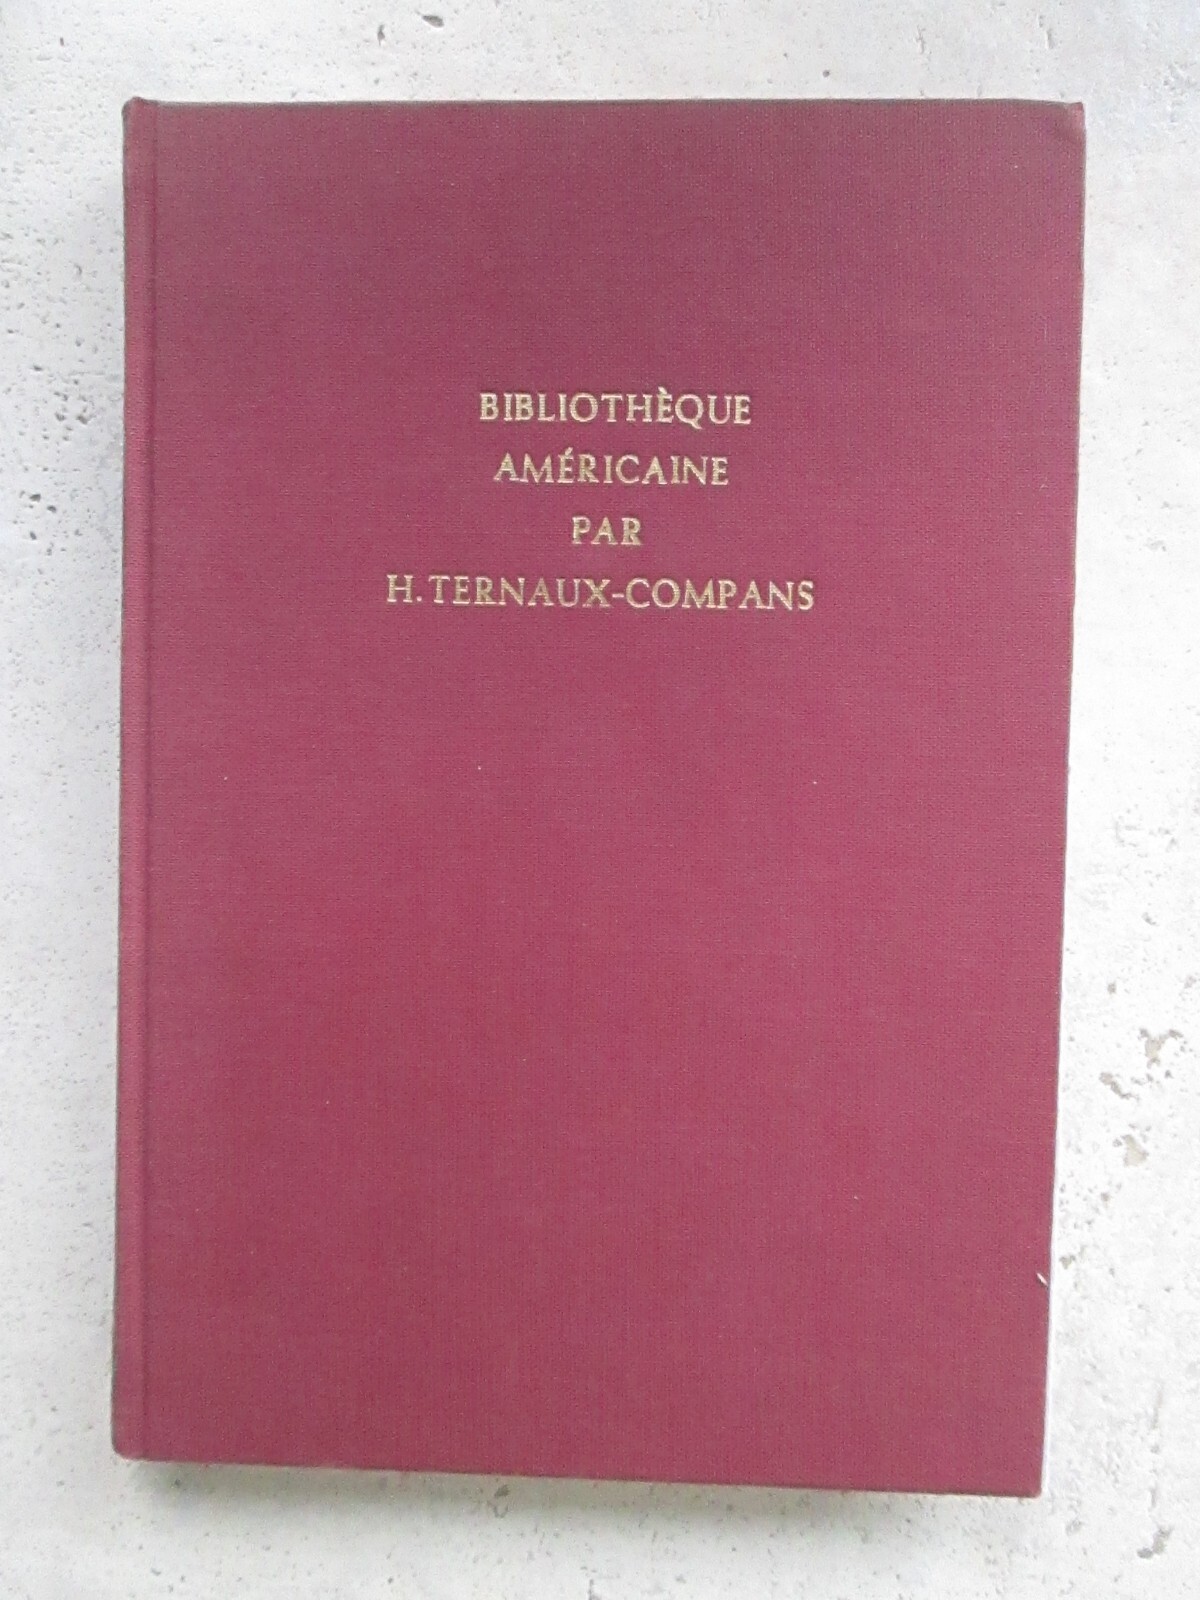 BIBLIOTHÈQUE
AMÉRICAINE
PAR
H. TERNAUX-COMPANS